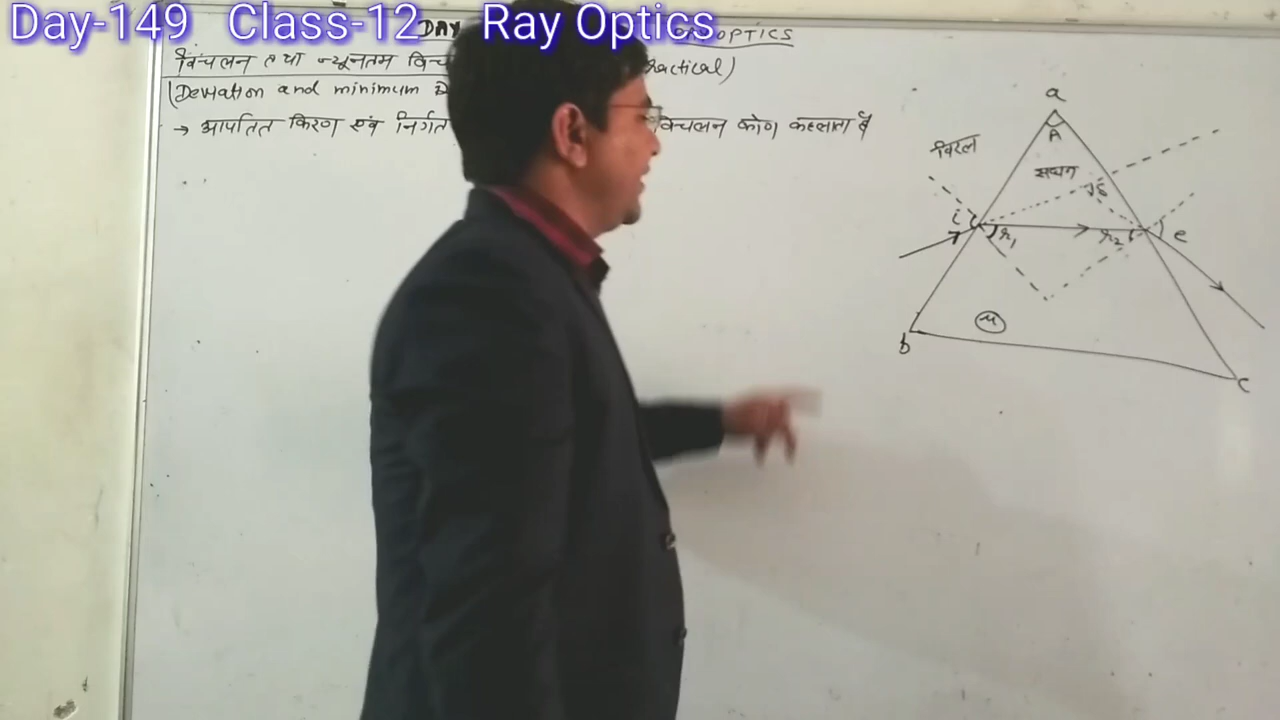 Day-149 Class-12 Ray Optics
DAY OPTICS
विचलन तथा न्यूनतम विच ractical)
(Deviation and minimum D
→ आपतित किरण एवं निर्गत विचलन कोण कहलाता है
a
A
विरल
सघन
δ
i
r₁
r₂
e
μ
b
c